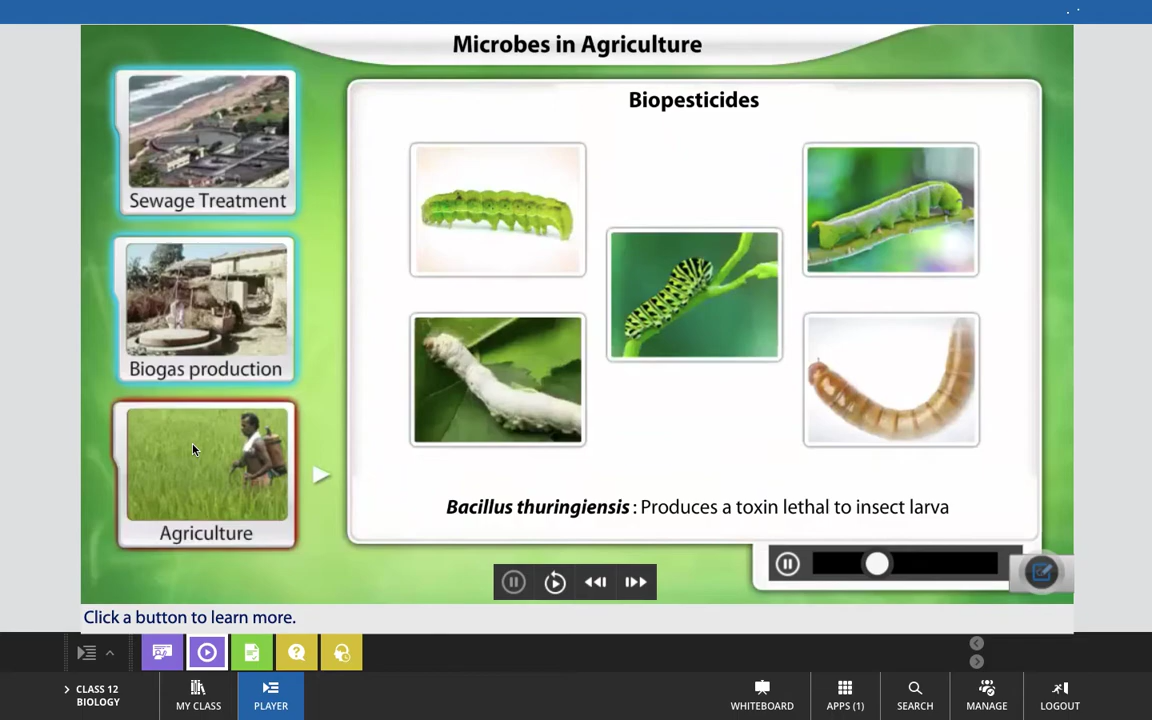 Microbes in Agriculture
Biopesticides
Sewage Treatment
Biogas production
Agriculture
Bacillus thuringiensis : Produces a toxin lethal to insect larva
Click a button to learn more.
CLASS 12
BIOLOGY
MY CLASS
PLAYER
WHITEBOARD
APPS (1)
SEARCH
MANAGE
LOGOUT